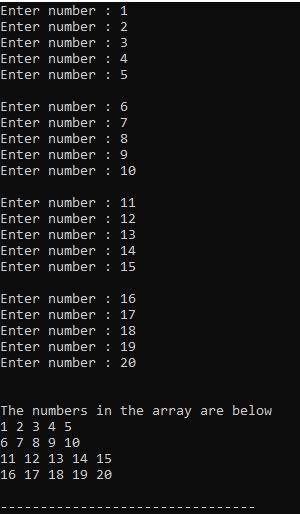 Enter number : 1
Enter number : 2
Enter number : 3
Enter number : 4
Enter number : 5
Enter number : 6
Enter number : 7
Enter number : 8
Enter number : 9
Enter number : 10
Enter number : 11
Enter number : 12
Enter number : 13
Enter number : 14
Enter number : 15
Enter number : 16
Enter number : 17
Enter number : 18
Enter number : 19
Enter number : 20
The numbers in the array are below
1 2 3 4 5
6 7 8 9 10
11 12 13 14 15
16 17 18 19 20
--------------------------------